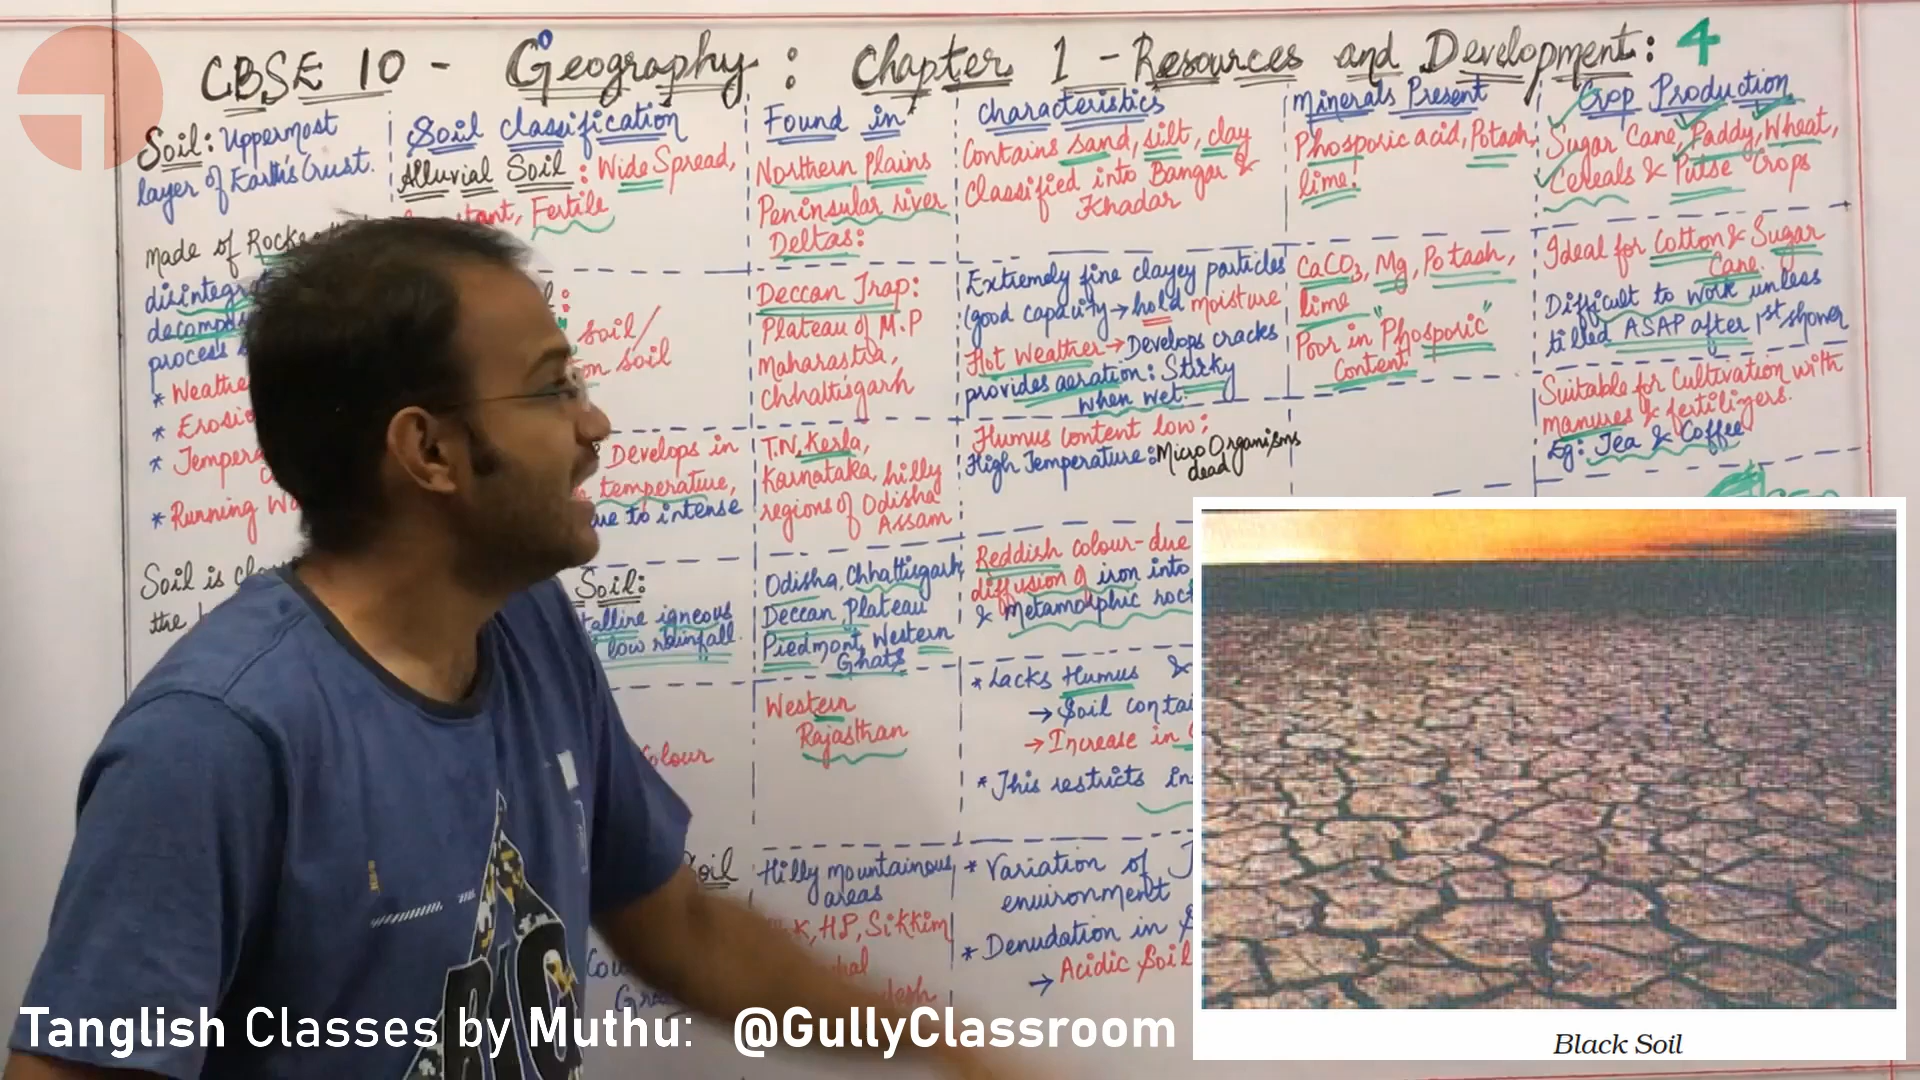 CBSE 10 - Geography : Chapter 1 - Resources and Development : 4
Soil: Uppermost
layer of Earth's Crust.
made of Rocks
process
* Running
Soil is
the
Soil classification
Alluvial Soil : Wide Spread,
Fertile
soil/
soil
Develops in
temperature,
due to intense
Soil:
igneous
low rainfall
Colour
Soil
Found in
Northern Plains
Peninsular river
Deltas:
Deccan Trap:
Plateau of M.P
Maharastra,
Chhattisgarh
T.N, Kerla,
Karnataka, hilly
regions of Odisha
Assam
Odisha, Chhattisgarh,
Deccan Plateau
Piedmont Western
Ghats
Western
Rajasthan
Hilly mountainous
areas
K, HP, Sikkim
Characteristics
Contains sand, silt, clay
Classified into Bangar &
Khadar
Extremely fine clayey particles
(good capacity → hold moisture
Hot Weather → Develops cracks
provides aeration: Stirky
when wet.
Humus content low;
High Temperature: Micro Organisms
dead
Reddish colour-due
diffusion of iron into
& Metamorphic
* Lacks Humus &
→ Soil
→ Increase in
* This restricts
* Variation of
environment
* Denudation in
→ Acidic Soil
Minerals Present
Phosporic acid, Potash,
lime!
CaCO3, Mg, Potash,
lime
Poor in "Phosporic"
Content
Crop Production
Sugar Cane, Paddy, Wheat,
Cereals & Pulse Crops
Ideal for Cotton & Sugar
Cane.
Difficult to work unless
tilled ASAP after 1st shower
Suitable for Cultivation with
manures & fertilizers.
Eg: Tea & Coffee
Black Soil
Tanglish Classes by Muthu: @GullyClassroom